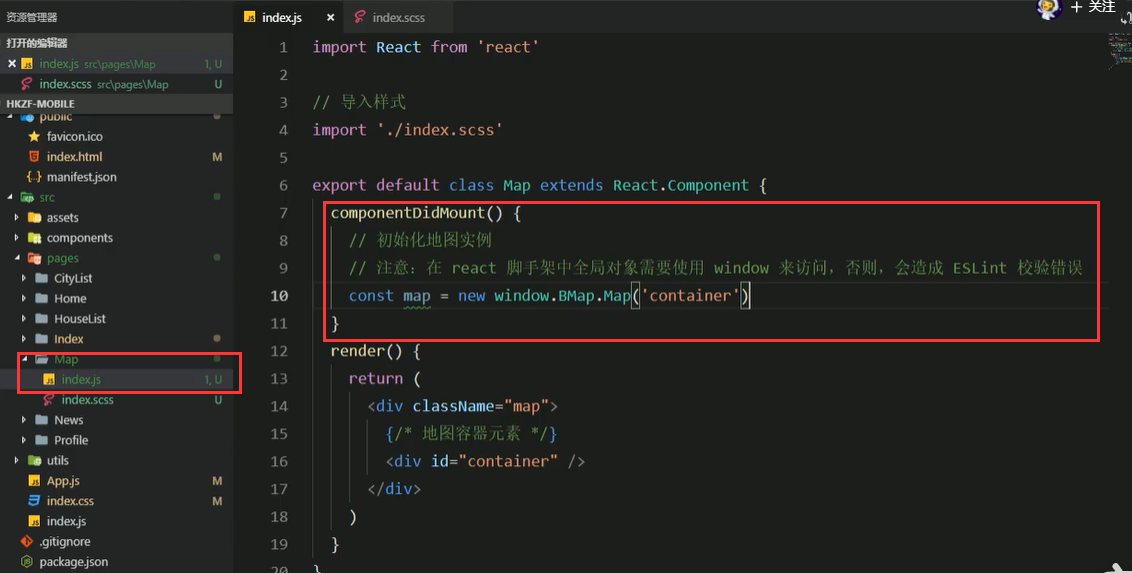 资源管理器
打开的编辑器
index.js src\pages\Map 1, U
index.scss src\pages\Map U
HKZF-MOBILE
public
favicon.ico
index.html M
manifest.json
src
assets
components
pages
CityList
Home
HouseList
Index
Map
index.js 1, U
index.scss U
News
Profile
utils
App.js M
index.css M
index.js
.gitignore
package.json
index.js × index.scss
+ 关注
1 import React from 'react'
2
3 // 导入样式
4 import './index.scss'
5
6 export default class Map extends React.Component {
7 componentDidMount() {
8 // 初始化地图实例
9 // 注意：在 react 脚手架中全局对象需要使用 window 来访问，否则，会造成 ESLint 校验错误
10 const map = new window.BMap.Map('container')
11 }
12 render() {
13 return (
14 <div className="map">
15 {/* 地图容器元素 */}
16 <div id="container" />
17 </div>
18 )
19 }
20 }